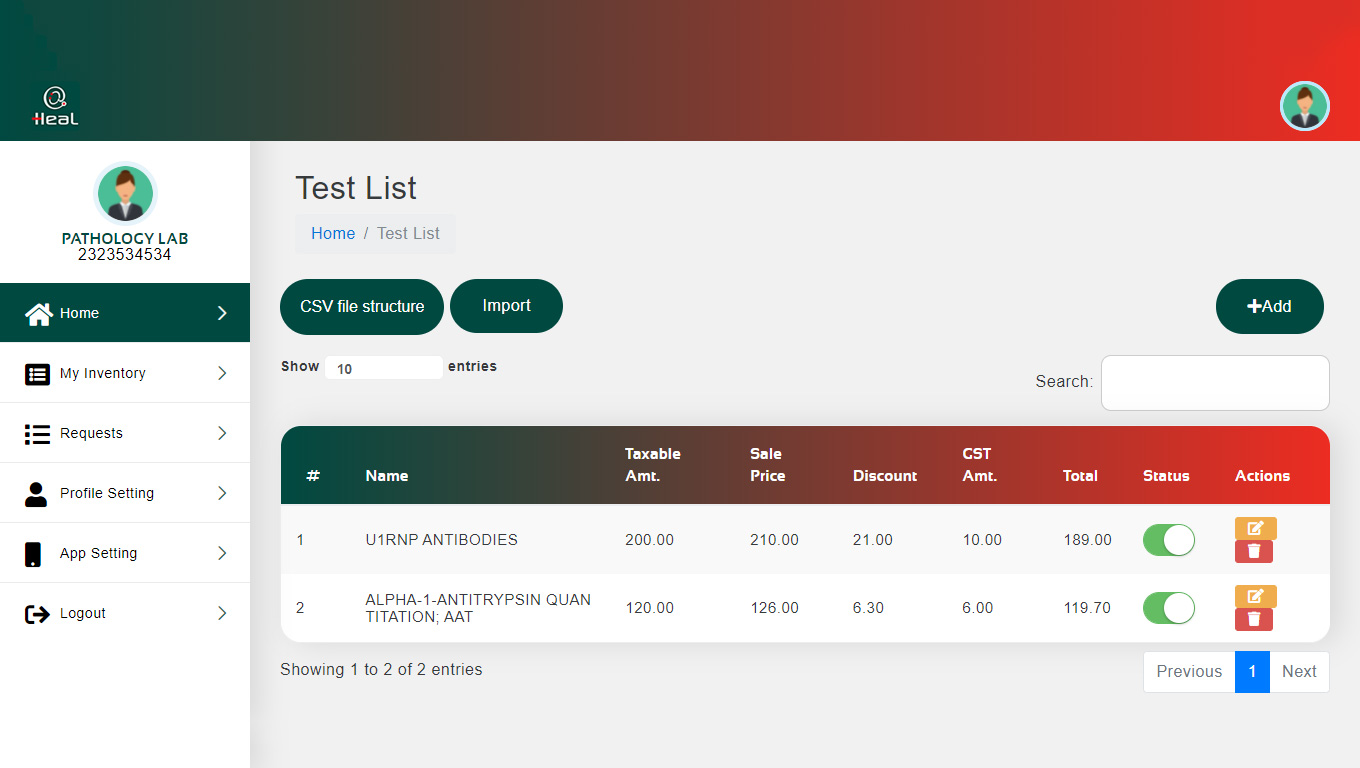 Heal
PATHOLOGY LAB
2323534534
Home
My Inventory
Requests
Profile Setting
App Setting
Logout
Test List
Home / Test List
CSV file structure
Import
Add
Show 10 entries
Search:
# Name Taxable Amt. Sale Price Discount GST Amt. Total Status Actions
1 U1RNP ANTIBODIES 200.00 210.00 21.00 10.00 189.00
2 ALPHA-1-ANTITRYPSIN QUAN
TITATION; AAT 120.00 126.00 6.30 6.00 119.70
Showing 1 to 2 of 2 entries
Previous 1 Next